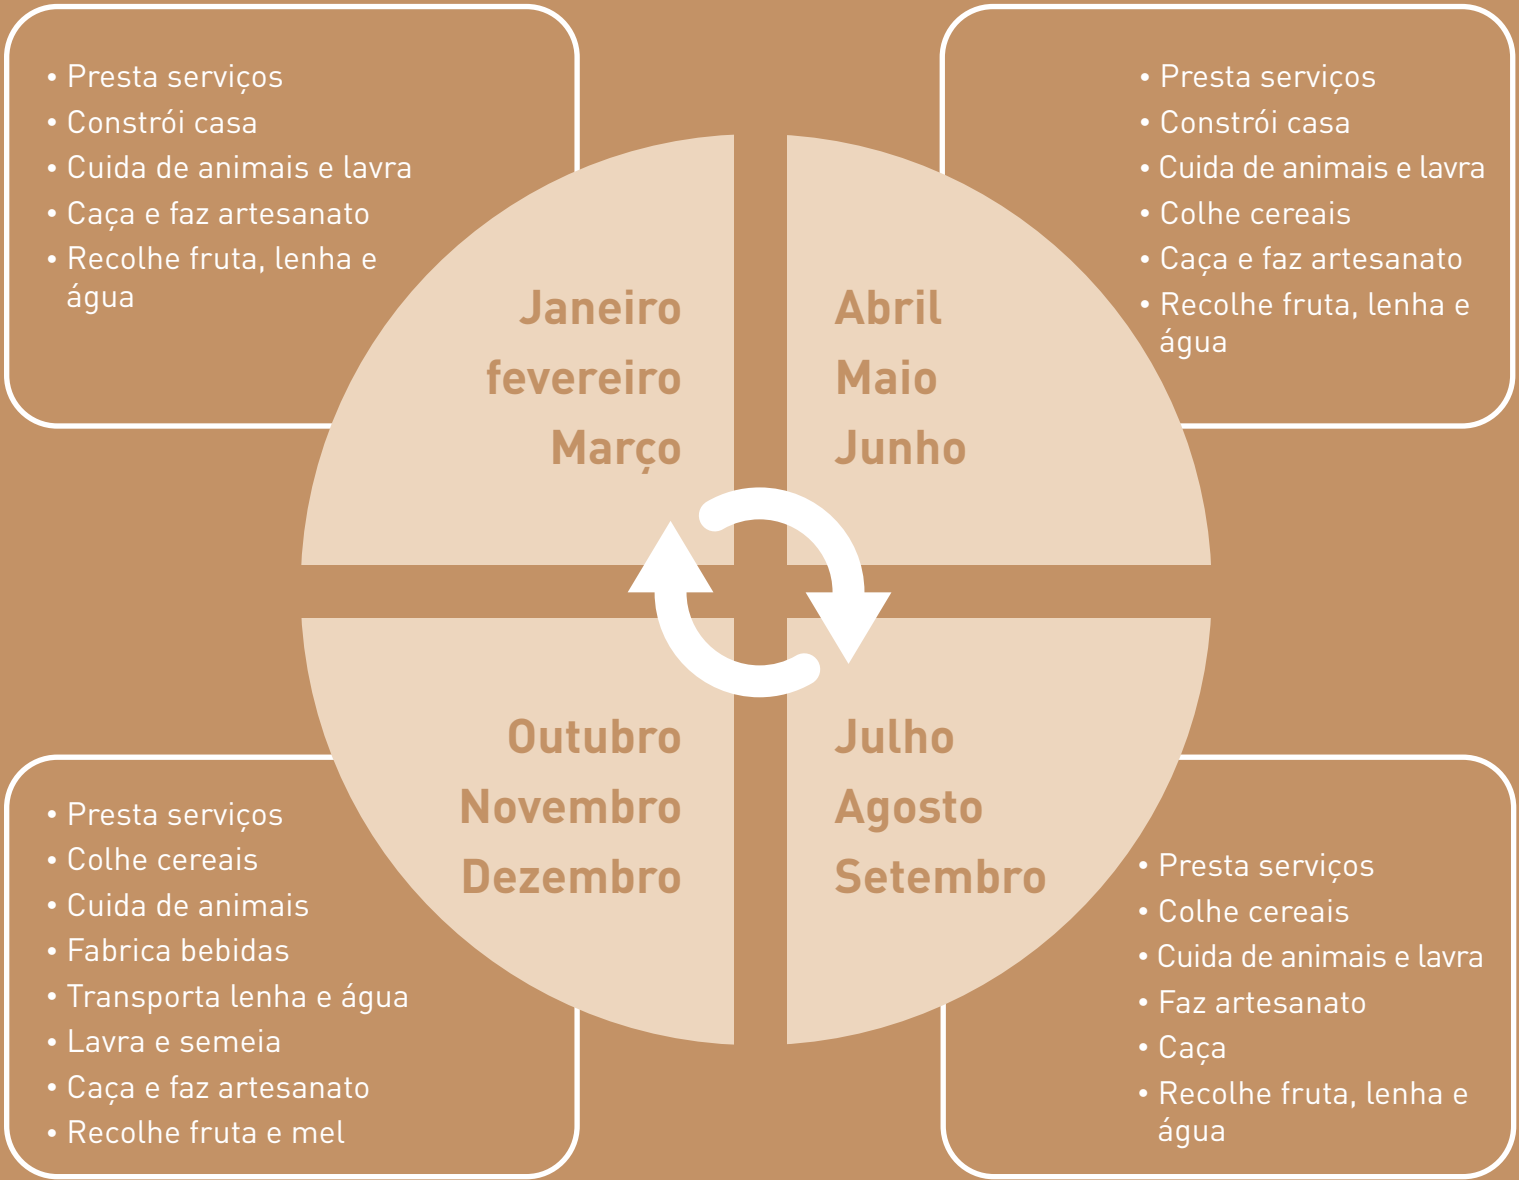 • Presta serviços
• Constrói casa
• Cuida de animais e lavra
• Caça e faz artesanato
• Recolhe fruta, lenha e
água
Janeiro
fevereiro
Março
• Presta serviços
• Constrói casa
• Cuida de animais e lavra
• Colhe cereais
• Caça e faz artesanato
• Recolhe fruta, lenha e
água
Abril
Maio
Junho
• Presta serviços
• Colhe cereais
• Cuida de animais
• Fabrica bebidas
• Transporta lenha e água
• Lavra e semeia
• Caça e faz artesanato
• Recolhe fruta e mel
Outubro
Novembro
Dezembro
Julho
Agosto
Setembro
• Presta serviços
• Colhe cereais
• Cuida de animais e lavra
• Faz artesanato
• Caça
• Recolhe fruta, lenha e
água